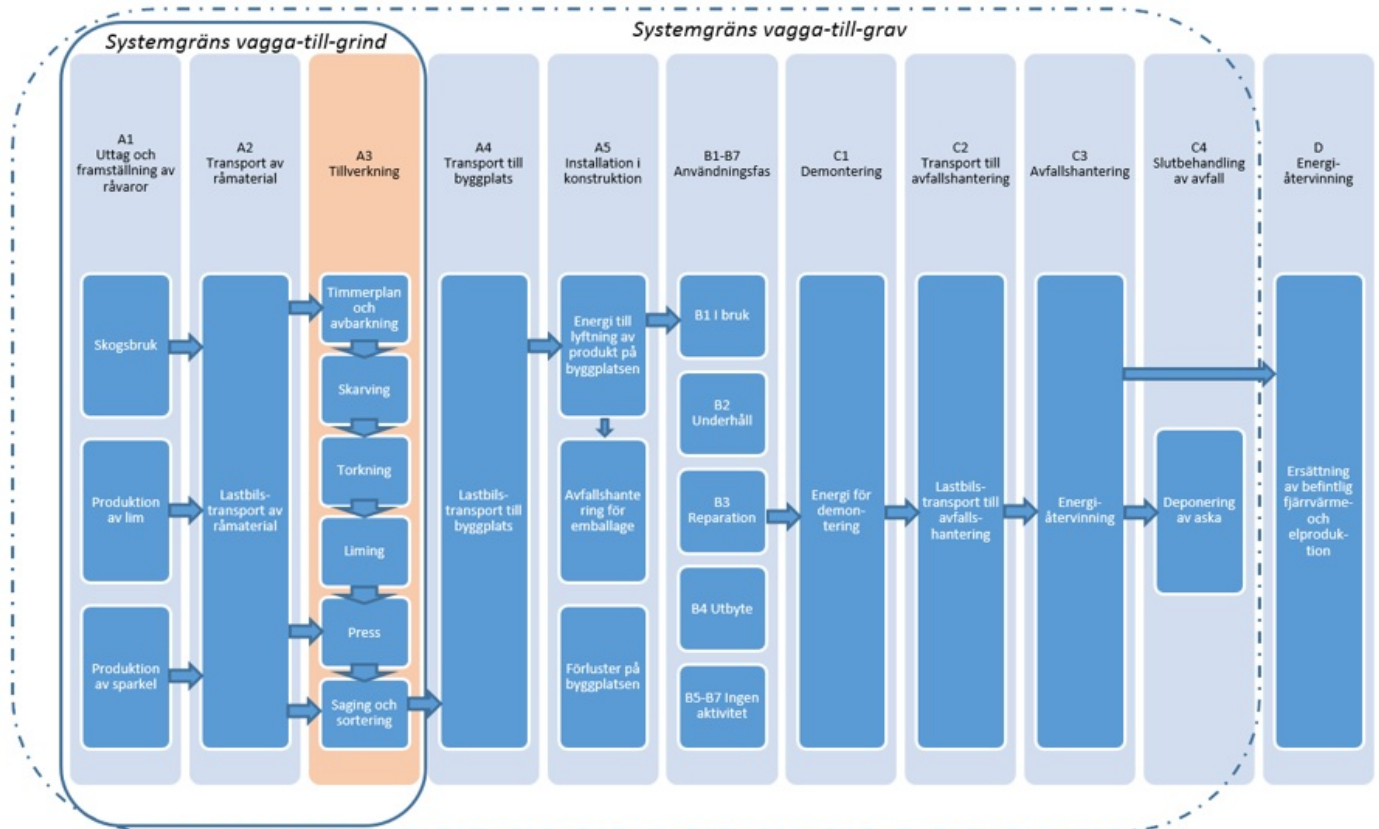 Systemgräns vagga-till-grind
Systemgräns vagga-till-grav
A1
Uttag och
framställning av
råvaror
A2
Transport av
råmaterial
A3
Tillverkning
A4
Transport till
byggplats
A5
Installation i
konstruktion
B1-B7
Användningsfas
C1
Demontering
C2
Transport till
avfallshantering
C3
Avfallshantering
C4
Slutbehandling
av avfall
D
Energi-
återvinning
Skogsbruk
Produktion
av lim
Produktion
av sparkel
Lastbils-
transport av
råmaterial
Timmerplan
och
avbarkning
Skarving
Torkning
Liming
Press
Saging och
sortering
Lastbils-
transport till
byggplats
Energi till
lyftning av
produkt på
byggplatsen
Avfallshante
ring för
emballage
Förluster på
byggplatsen
B1 I bruk
B2
Underhåll
B3
Reparation
B4 Utbyte
B5-B7 Ingen
aktivitet
Energi för
demon-
tering
Lastbils-
transport till
avfalls-
hantering
Energi-
återvinning
Deponering
av aska
Ersättning
av befintlig
fjärrvärme-
och
elproduk-
tion